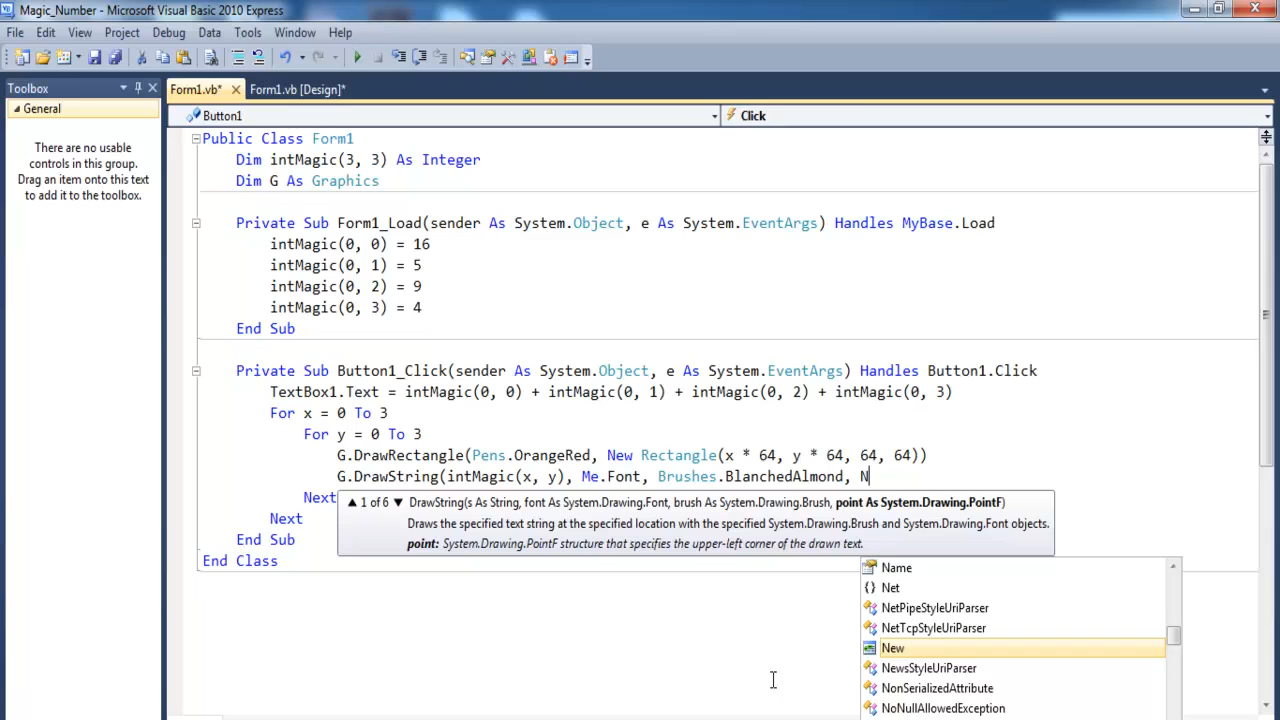 Magic_Number - Microsoft Visual Basic 2010 Express
File Edit View Project Debug Data Tools Window Help
Toolbox
Form1.vb*
Form1.vb [Design]*
General
Button1
Click
There are no usable
controls in this group.
Drag an item onto this text
to add it to the toolbox.
Public Class Form1
Dim intMagic(3, 3) As Integer
Dim G As Graphics
Private Sub Form1_Load(sender As System.Object, e As System.EventArgs) Handles MyBase.Load
intMagic(0, 0) = 16
intMagic(0, 1) = 5
intMagic(0, 2) = 9
intMagic(0, 3) = 4
End Sub
Private Sub Button1_Click(sender As System.Object, e As System.EventArgs) Handles Button1.Click
TextBox1.Text = intMagic(0, 0) + intMagic(0, 1) + intMagic(0, 2) + intMagic(0, 3)
For x = 0 To 3
For y = 0 To 3
G.DrawRectangle(Pens.OrangeRed, New Rectangle(x * 64, y * 64, 64, 64))
G.DrawString(intMagic(x, y), Me.Font, Brushes.BlanchedAlmond, N
Next
1 of 6 DrawString(s As String, font As System.Drawing.Font, brush As System.Drawing.Brush, point As System.Drawing.PointF)
Draws the specified text string at the specified location with the specified System.Drawing.Brush and System.Drawing.Font objects.
point: System.Drawing.PointF structure that specifies the upper-left corner of the drawn text.
Next
End Sub
End Class
Name
Net
NetPipeStyleUriParser
NetTcpStyleUriParser
New
NewsStyleUriParser
NonSerializedAttribute
NoNullAllowedException